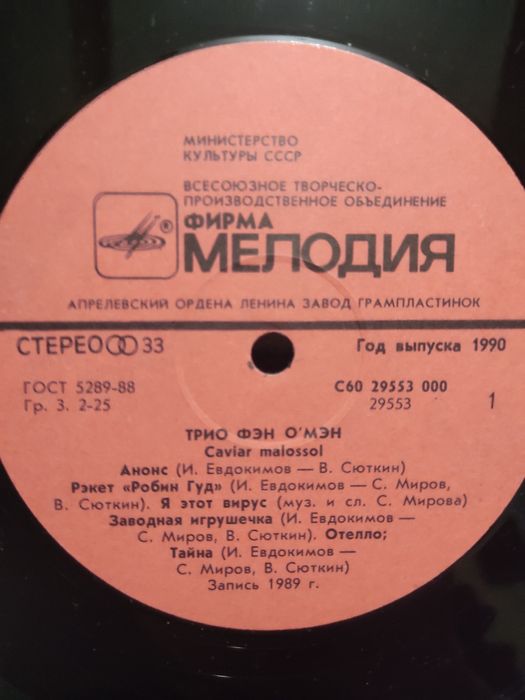 МИНИСТЕРСТВО
КУЛЬТУРЫ СССР
ВСЕСОЮЗНОЕ ТВОРЧЕСКО-
ПРОИЗВОДСТВЕННОЕ ОБЪЕДИНЕНИЕ
ФИРМА
МЕЛОДИЯ
®
АПРЕЛЕВСКИЙ ОРДЕНА ЛЕНИНА ЗАВОД ГРАМПЛАСТИНОК
СТЕРЕО 33
Год выпуска 1990
ГОСТ 5289-88
Гр. 3. 2-25
С60 29553 000
29553
1
ТРИО ФЭН О'МЭН
Caviar malossol
Анонс (И. Евдокимов — В. Сюткин)
Рэкет «Робин Гуд» (И. Евдокимов — С. Миров,
В. Сюткин). Я этот вирус (муз. и сл. С. Мирова)
Заводная игрушечка (И. Евдокимов —
С. Миров, В. Сюткин). Отелло;
Тайна (И. Евдокимов —
С. Миров, В. Сюткин)
Запись 1989 г.